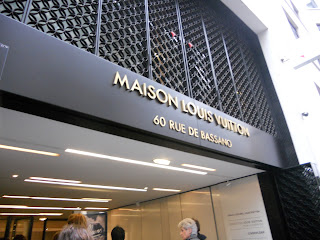 MAISON LOUIS VUITTON
60 RUE DE BASSANO